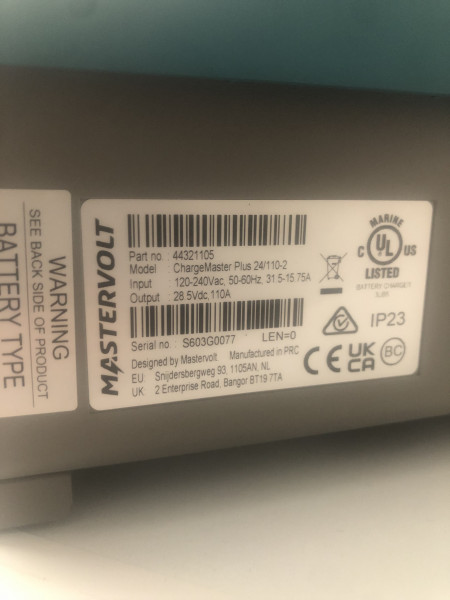 WARNING
SEE BACK SIDE OF PRODUCT
BATTERY TYPE
MASTERVOLT
Part no. 44321105
Model ChargeMaster Plus 24/110-2
Input : 120-240Vac, 50-60Hz, 31.5-15.75A
Output : 28.5Vdc,110A
Serial no. : S603G0077 LEN=0
Designed by Mastervolt Manufactured in PRC
EU: Snijdersbergweg 93, 1105AN, NL
UK: 2 Enterprise Road, Bangor BT19 7TA
MARINE
C UL US
LISTED
BATTERY CHARGER
IP23
CE UK CA BC